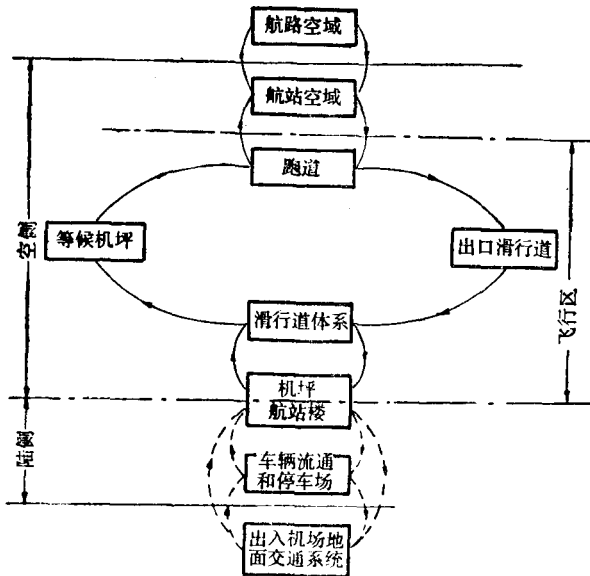 航路空域
航站空域
跑道
等候机坪
出口滑行道
空侧
飞行区
滑行道体系
机坪
航站楼
陆侧
车辆流通
和停车场
出入机场地
面交通系统